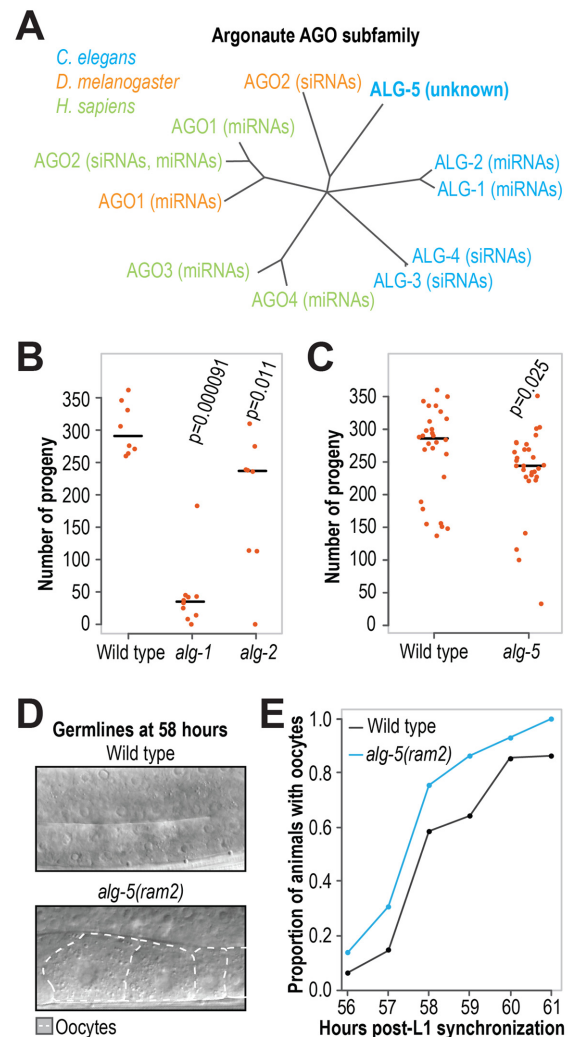 A
Argonaute AGO subfamily
C. elegans
D. melanogaster
H. sapiens
AGO2 (siRNAs)
ALG-5 (unknown)
AGO1 (miRNAs)
AGO2 (siRNAs, miRNAs)
ALG-2 (miRNAs)
ALG-1 (miRNAs)
AGO1 (miRNAs)
ALG-4 (siRNAs)
AGO3 (miRNAs)
ALG-3 (siRNAs)
AGO4 (miRNAs)
B
Number of progeny
350
300
250
200
150
100
50
0
p=0.000091
p=0.011
Wild type alg-1 alg-2
C
Number of progeny
350
300
250
200
150
100
50
0
p=0.025
Wild type alg-5
D
Germlines at 58 hours
Wild type
alg-5(ram2)
Oocytes
E
Proportion of animals with oocytes
1.0
0.8
0.6
0.4
0.2
0.0
Wild type
alg-5(ram2)
56 57 58 59 60 61
Hours post-L1 synchronization